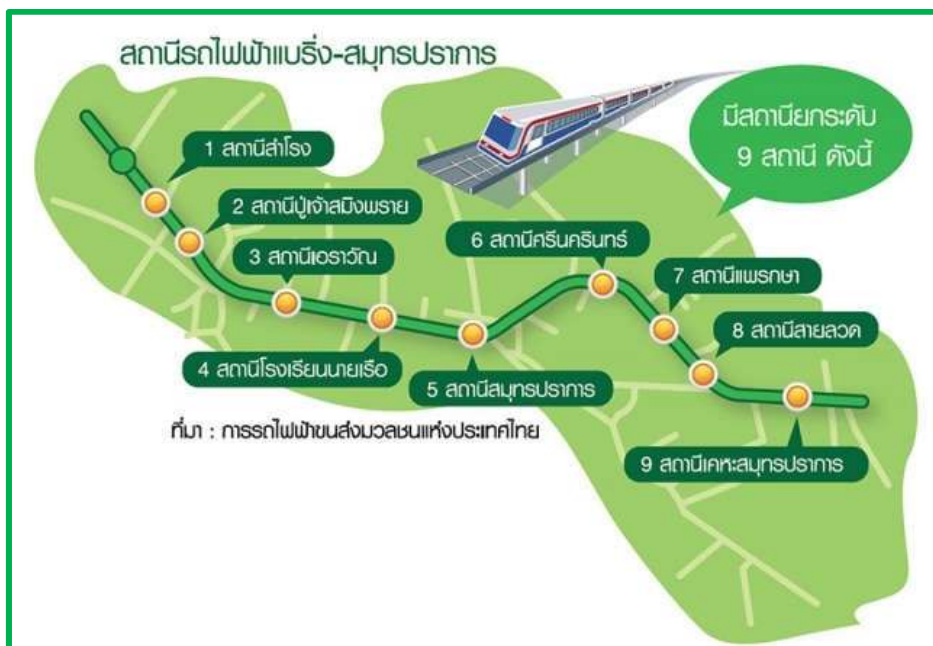 สถานีรถไฟฟ้าแบริ่ง-สมุทรปราการ
มีสถานียกระดับ
9 สถานี ดังนี้
1 สถานีสำโรง
2 สถานีปู่เจ้าสมิงพราย
3 สถานีเอราวัณ
4 สถานีโรงเรียนนายเรือ
5 สถานีสมุทรปราการ
6 สถานีศรีนครินทร์
7 สถานีแพรกษา
8 สถานีสายลวด
9 สถานีเคหะสมุทรปราการ
ที่มา : การรถไฟฟ้าขนส่งมวลชนแห่งประเทศไทย